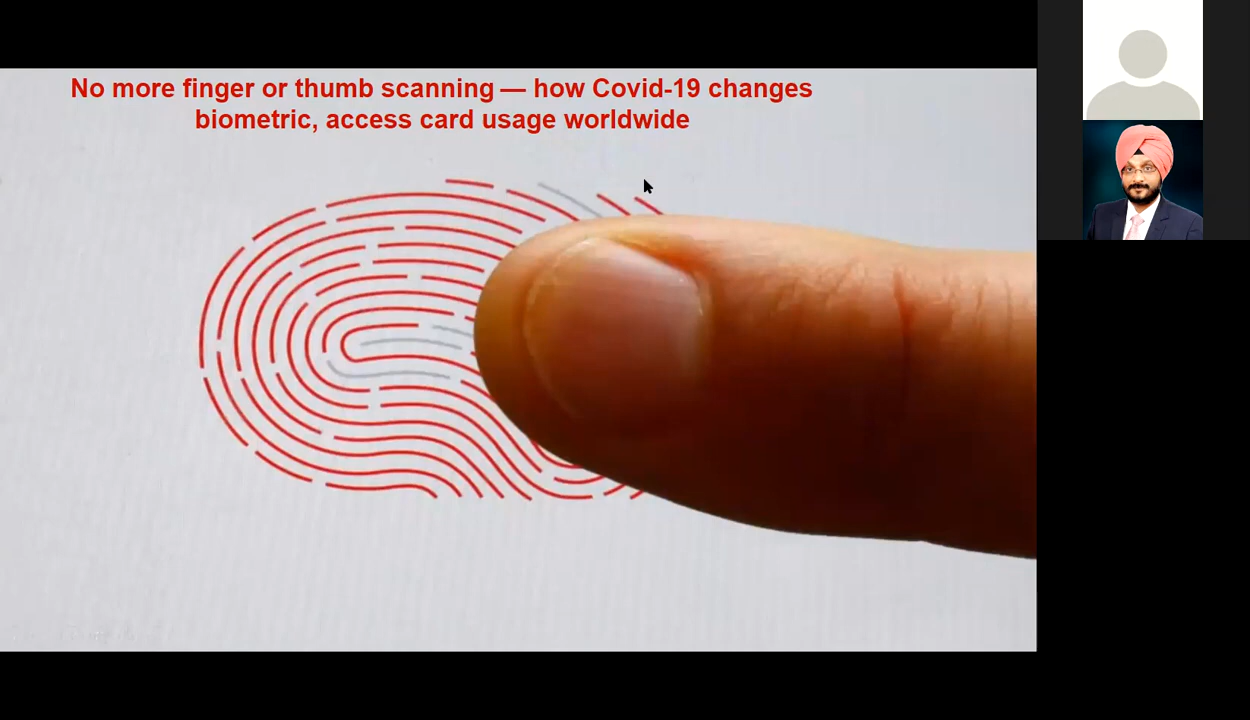 No more finger or thumb scanning — how Covid-19 changes
biometric, access card usage worldwide